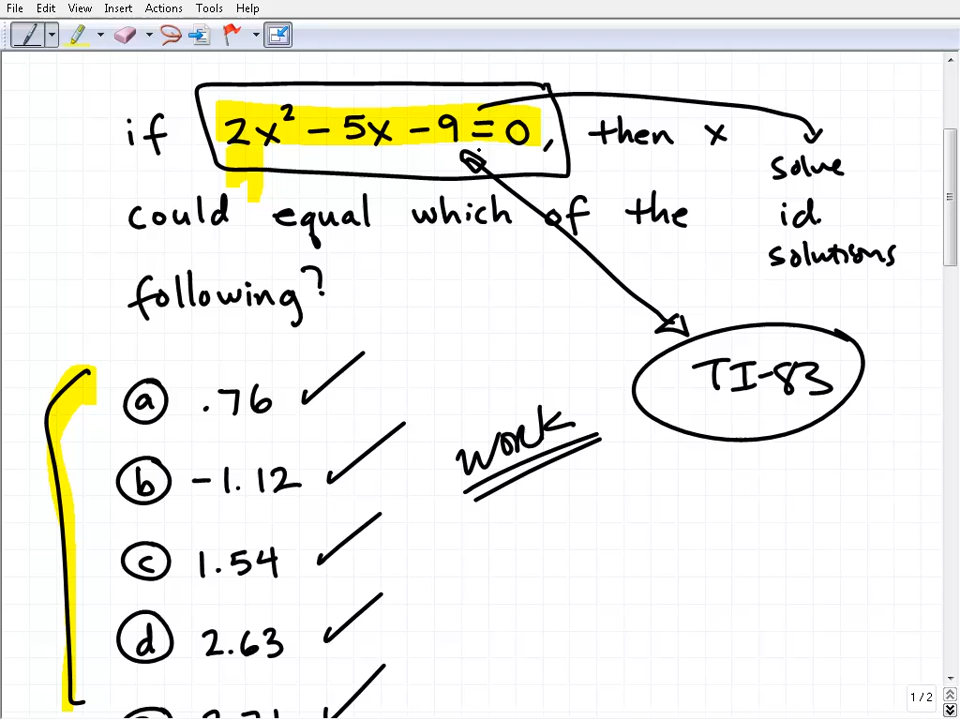 File Edit View Insert Actions Tools Help
if 2x² - 5x - 9 = 0, then x
solve
could equal which of the
id.
solutions
following?
TI-83
a .76
work
b -1.12
c 1.54
d 2.63
1 / 2